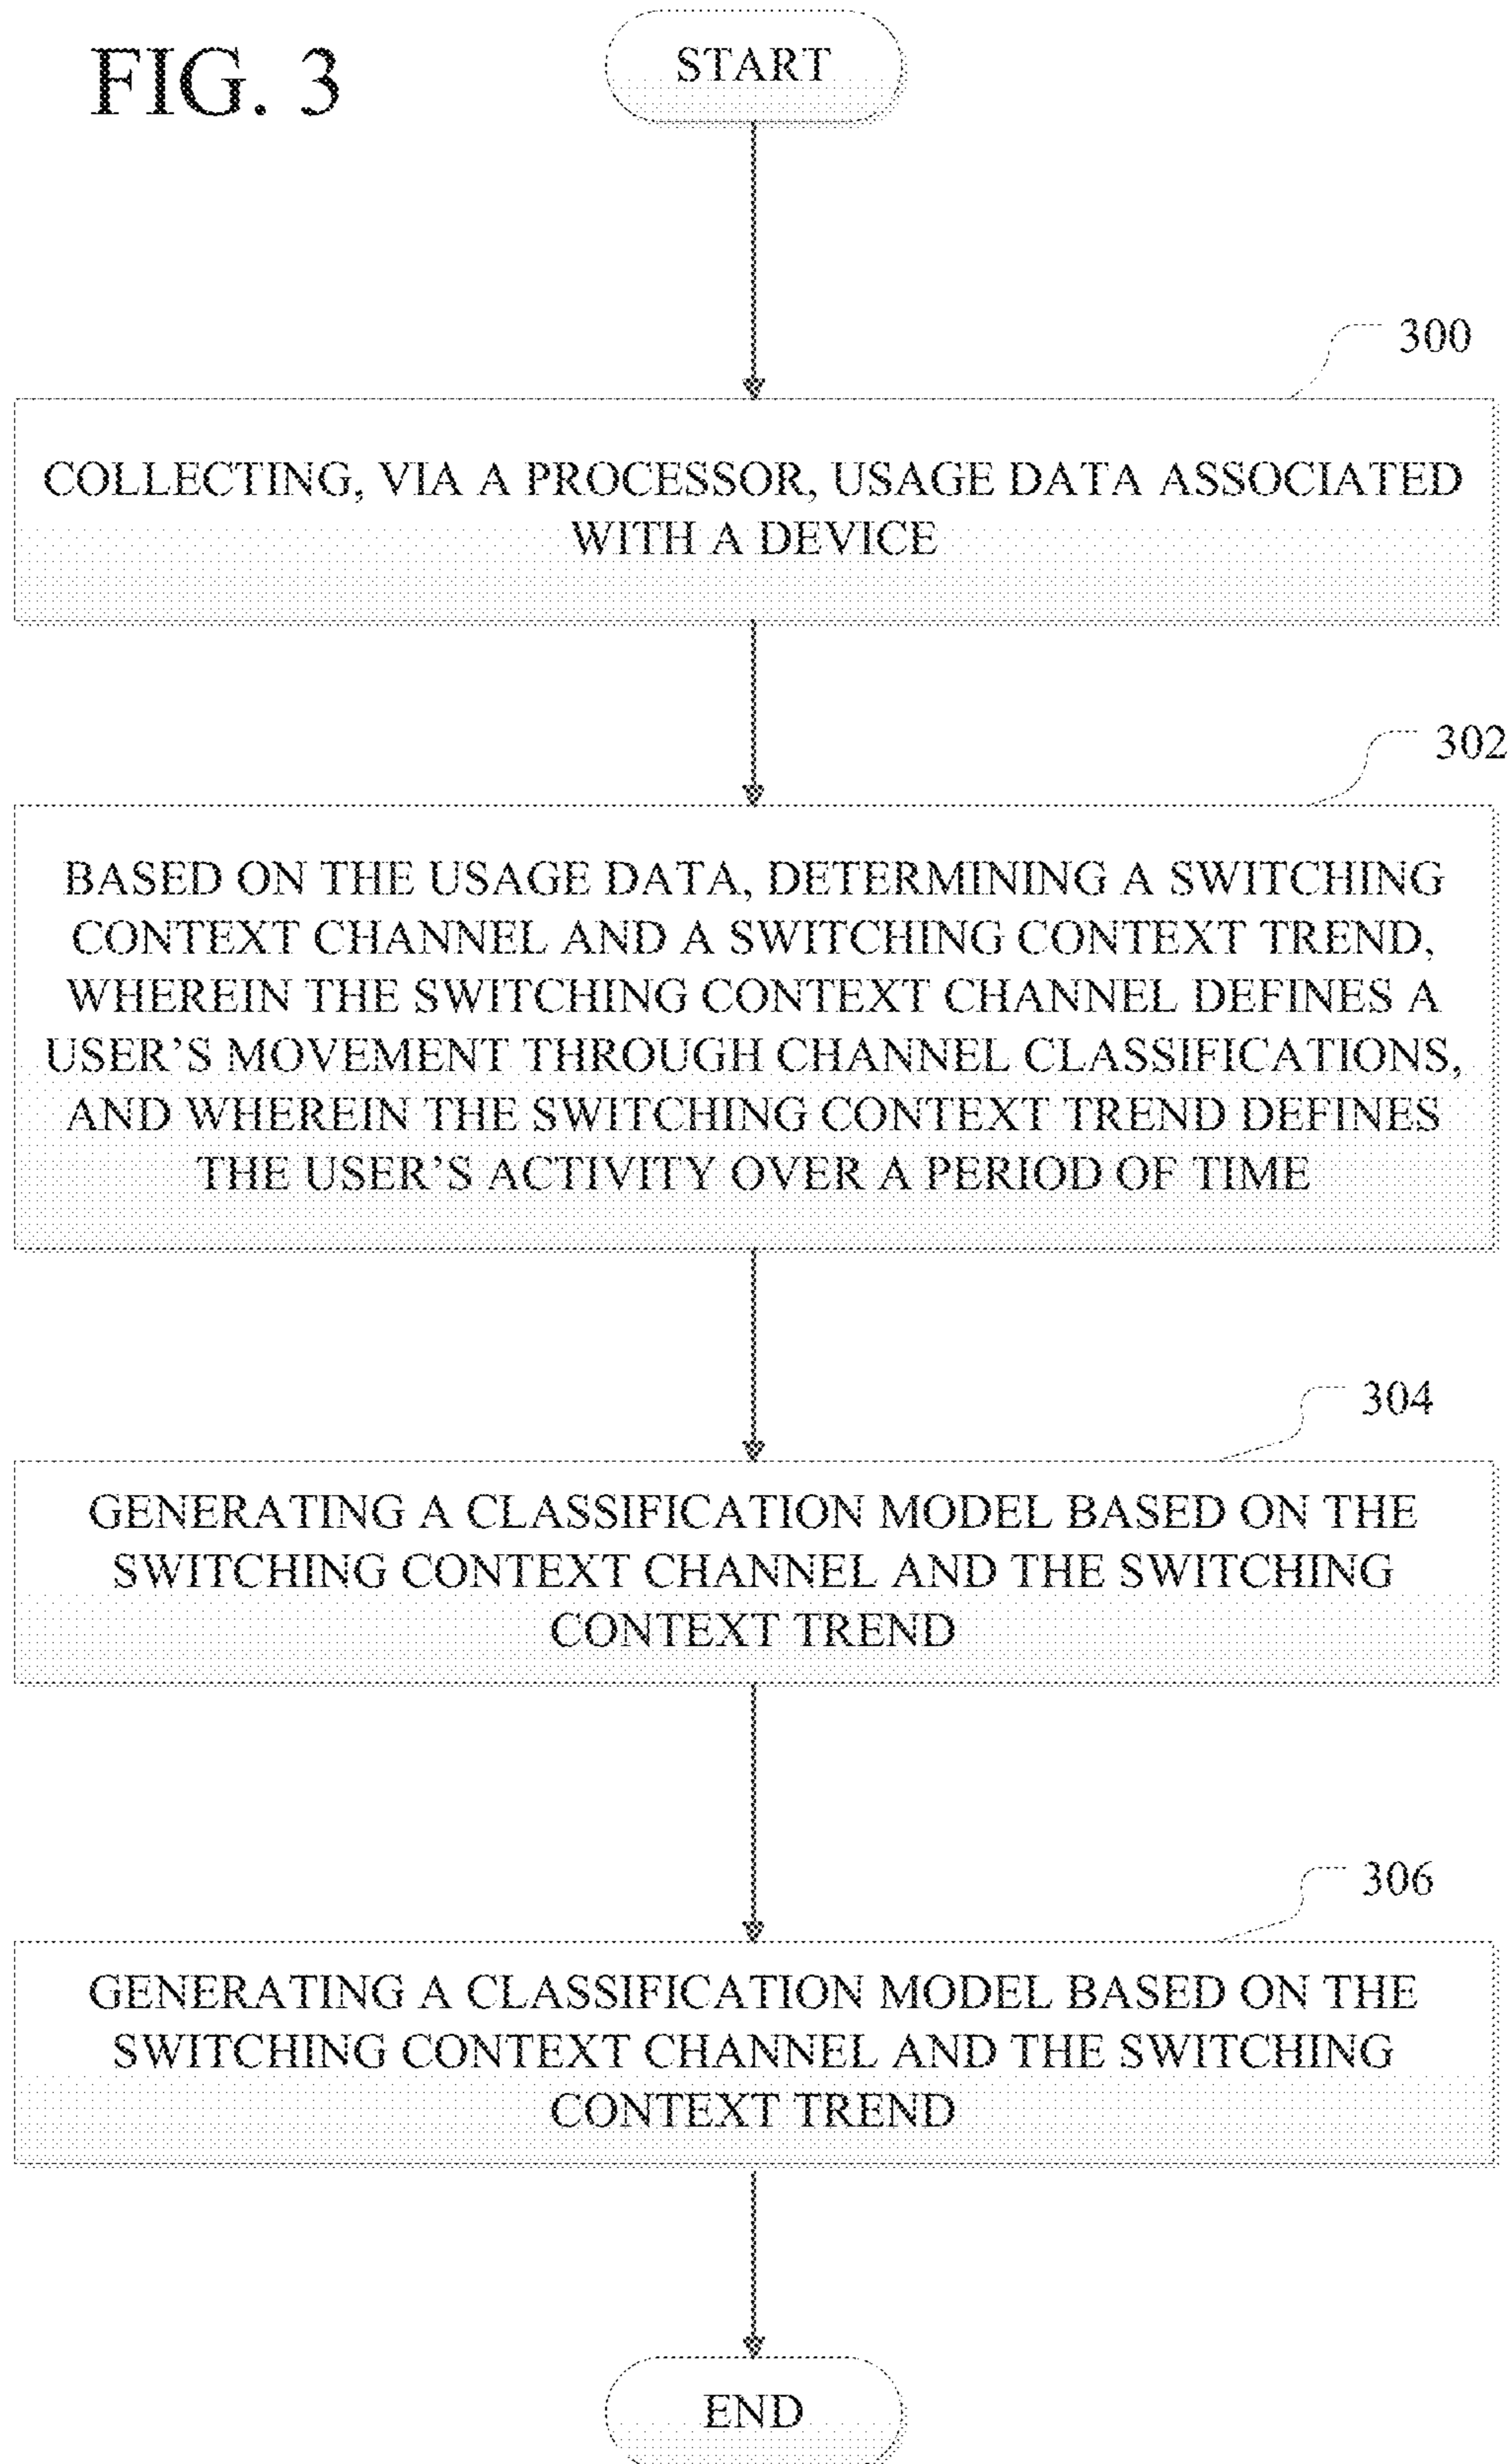 FIG. 3
START
300
COLLECTING, VIA A PROCESSOR, USAGE DATA ASSOCIATED
WITH A DEVICE
302
BASED ON THE USAGE DATA, DETERMINING A SWITCHING
CONTEXT CHANNEL AND A SWITCHING CONTEXT TREND,
WHEREIN THE SWITCHING CONTEXT CHANNEL DEFINES A
USER’S MOVEMENT THROUGH CHANNEL CLASSIFICATIONS,
AND WHEREIN THE SWITCHING CONTEXT TREND DEFINES
THE USER’S ACTIVITY OVER A PERIOD OF TIME
304
GENERATING A CLASSIFICATION MODEL BASED ON THE
SWITCHING CONTEXT CHANNEL AND THE SWITCHING
CONTEXT TREND
306
GENERATING A CLASSIFICATION MODEL BASED ON THE
SWITCHING CONTEXT CHANNEL AND THE SWITCHING
CONTEXT TREND
END